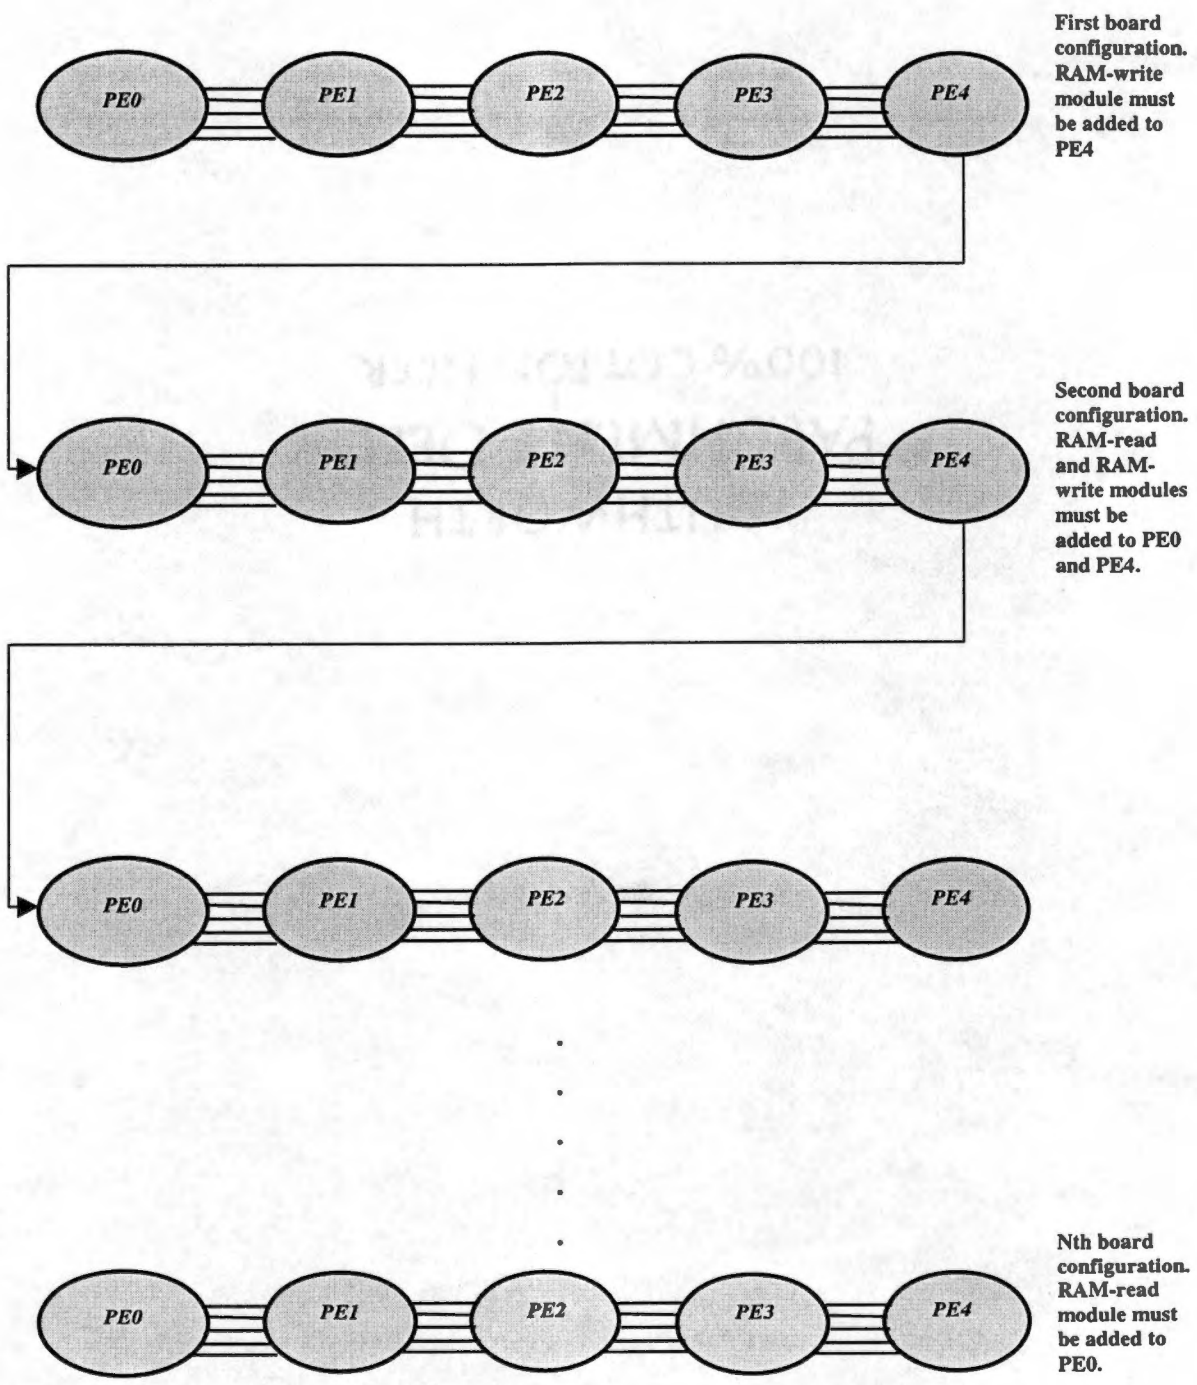 First board
configuration.
RAM-write
module must
be added to
PE4
PE0 PE1 PE2 PE3 PE4
Second board
configuration.
RAM-read
and RAM-
write modules
must be
added to PE0
and PE4.
PE0 PE1 PE2 PE3 PE4
PE0 PE1 PE2 PE3 PE4
Nth board
configuration.
RAM-read
module must
be added to
PE0.
PE0 PE1 PE2 PE3 PE4